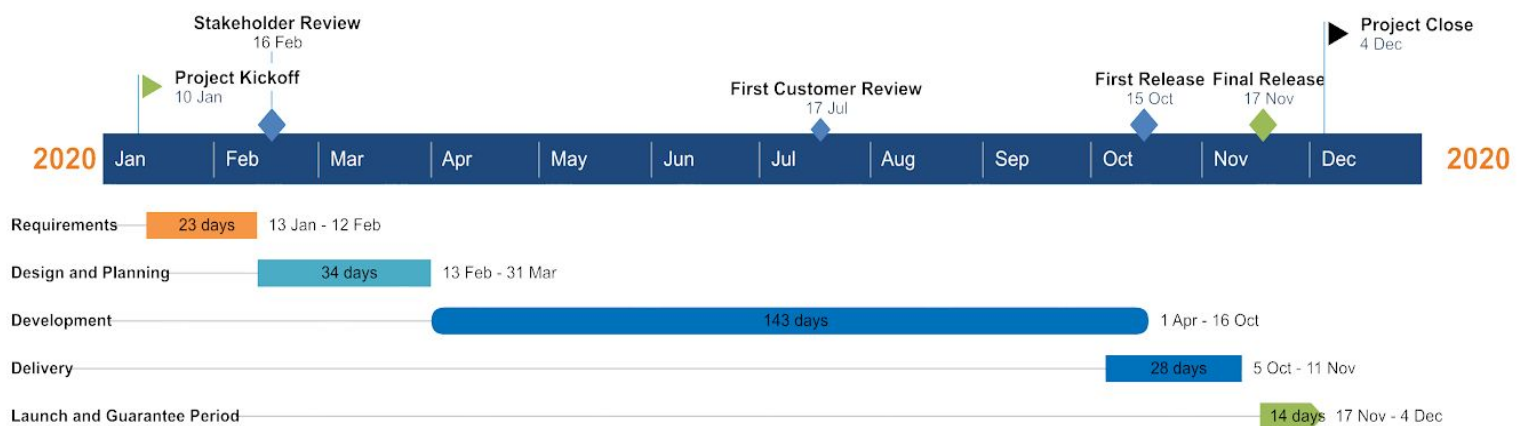 Stakeholder Review
16 Feb
Project Close
4 Dec
Project Kickoff
10 Jan
First Customer Review
17 Jul
First Release
15 Oct
Final Release
17 Nov
2020 Jan Feb Mar Apr May Jun Jul Aug Sep Oct Nov Dec 2020
Requirements 23 days 13 Jan - 12 Feb
Design and Planning 34 days 13 Feb - 31 Mar
Development 143 days 1 Apr - 16 Oct
Delivery 28 days 5 Oct - 11 Nov
Launch and Guarantee Period 14 days 17 Nov - 4 Dec